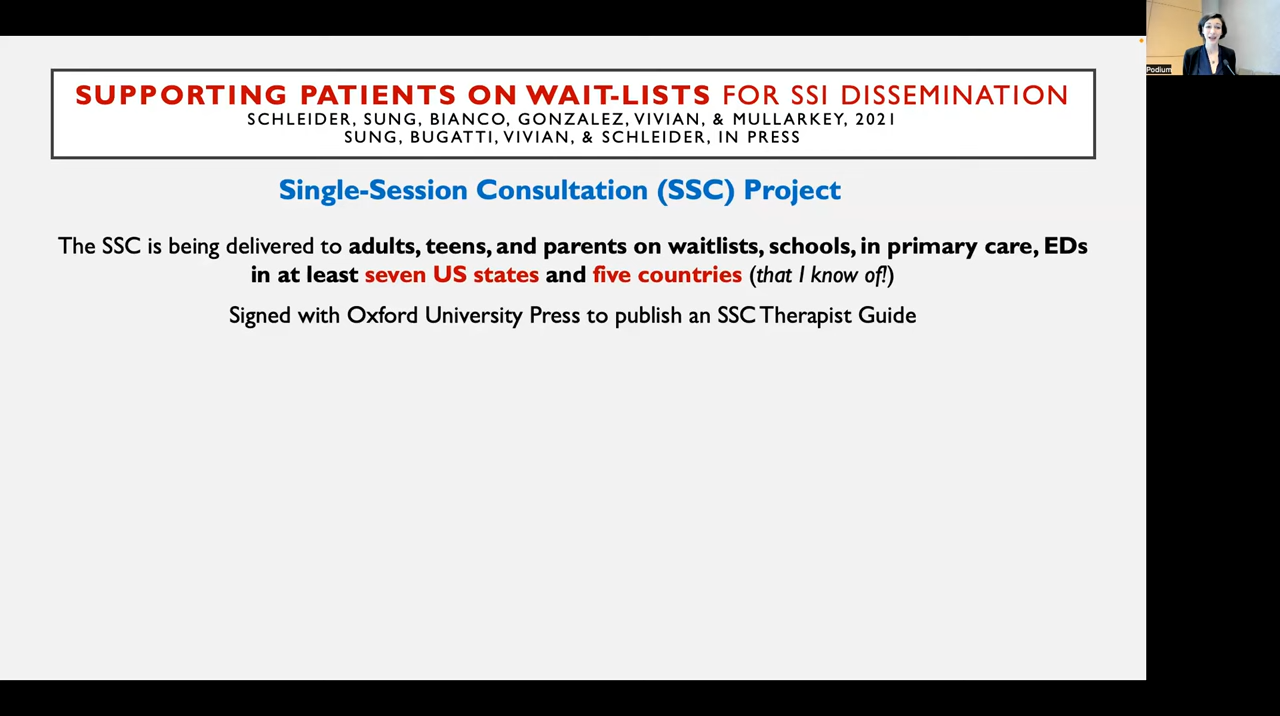 SUPPORTING PATIENTS ON WAIT-LISTS FOR SSI DISSEMINATION
SCHLEIDER, SUNG, BIANCO, GONZALEZ, VIVIAN, & MULLARKEY, 2021
SUNG, BUGATTI, VIVIAN, & SCHLEIDER, IN PRESS
Single-Session Consultation (SSC) Project
The SSC is being delivered to adults, teens, and parents on waitlists, schools, in primary care, EDs
in at least seven US states and five countries (that I know of!)
Signed with Oxford University Press to publish an SSC Therapist Guide
Podium